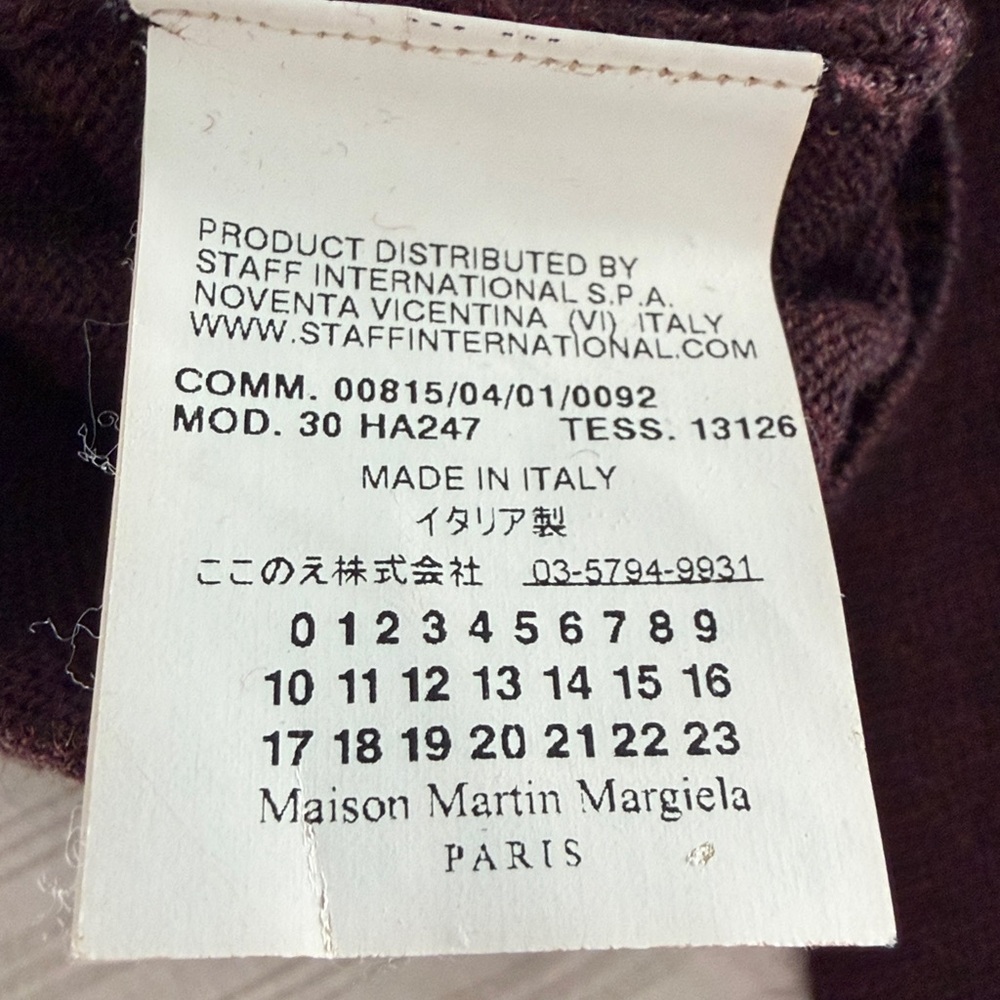 PRODUCT DISTRIBUTED BY
STAFF INTERNATIONAL S.P.A.
NOVENTA VICENTINA (VI) ITALY
WWW.STAFFINTERNATIONAL.COM
COMM. 00815/04/01/0092
MOD. 30 HA247 TESS. 13126
MADE IN ITALY
イタリア製
ここのえ株式会社 03-5794-9931
0 1 2 3 4 5 6 7 8 9
10 11 12 13 14 15 16
17 18 19 20 21 22 23
Maison Martin Margiela
PARIS